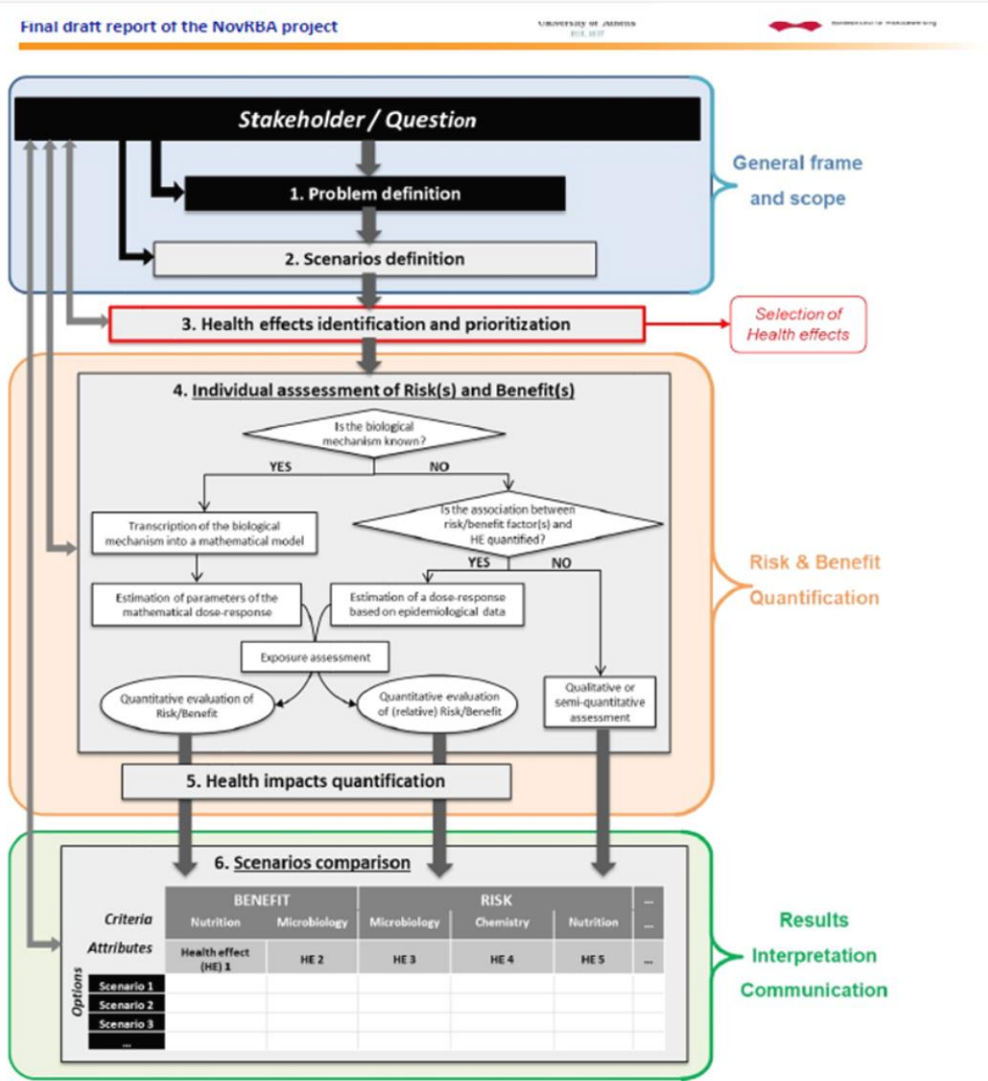 Final draft report of the NovRBA project
University of Athens
Stakeholder / Question
1. Problem definition
2. Scenarios definition
General frame
and scope
3. Health effects identification and prioritization
Selection of
Health effects
4. Individual asssessment of Risk(s) and Benefit(s)
Is the biological
mechanism known?
YES
NO
Transcription of the biological
mechanism into a mathematical model
Is the association between
risk/benefit factor(s) and
HE quantified?
YES
NO
Estimation of parameters of the
mathematical dose-response
Estimation of a dose-response
based on epidemiological data
Exposure assessment
Quantitative evaluation of
Risk/Benefit
Quantitative evaluation
of (relative) Risk/Benefit
Qualitative or
semi-quantitative
assessment
Risk & Benefit
Quantification
5. Health impacts quantification
6. Scenarios comparison
BENEFIT
RISK
...
Criteria
Nutrition
Microbiology
Microbiology
Chemistry
Nutrition
...
Attributes
Health effect
(HE) 1
HE 2
HE 3
HE 4
HE 5
...
Options
Scenario 1
Scenario 2
Scenario 3
...
Results
Interpretation
Communication